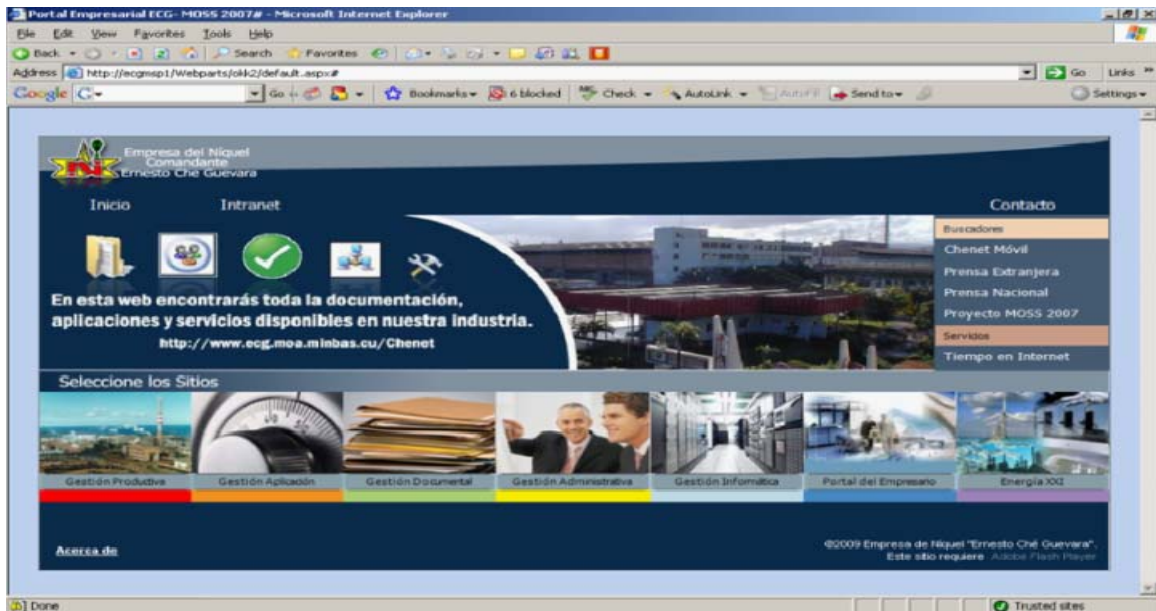 Portal Empresarial ECG- MOSS 2007# - Microsoft Internet Explorer
File Edit View Favorites Tools Help
Back Search Favorites
Address http://ecgmsp1/Webparts/okk2/default.aspx# Go Links »
Google G Go Bookmarks 6 blocked Check AutoLink AutoFill Send to Settings
Ni
Empresa del Níquel
Comandante
Ernesto Che Guevara
Inicio Intranet Contacto
Buscadores
Chenet Móvil
Prensa Extranjera
Prensa Nacional
Proyecto MOSS 2007
Servicios
Tiempo en Internet
En esta web encontrarás toda la documentación,
aplicaciones y servicios disponibles en nuestra industria.
http://www.ecg.moa.minbas.cu/Chenet
Seleccione los Sitios
Gestión Productiva Gestión Aplicación Gestión Documental Gestión Administrativa Gestión Informática Portal del Empresario Energía XXI
Acerca de
©2009 Empresa de Níquel "Ernesto Ché Guevara".
Este sitio requiere Adobe Flash Player
Done Trusted sites